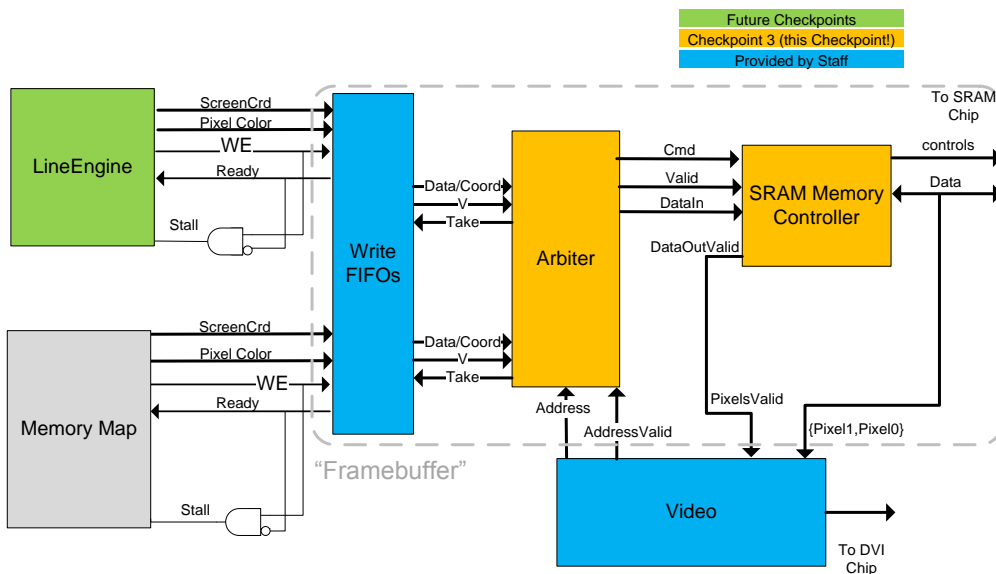 Future Checkpoints
Checkpoint 3 (this Checkpoint!)
Provided by Staff
To SRAM
Chip
ScreenCrd
Pixel Color
WE
Ready
LineEngine
Stall
Data/Coord
V
Take
Write
FIFOs
Arbiter
Cmd
Valid
DataIn
SRAM Memory
Controller
controls
Data
DataOutValid
ScreenCrd
Pixel Color
WE
Ready
Memory Map
Stall
Data/Coord
V
Take
Address
AddressValid
PixelsValid
{Pixel1,Pixel0}
“Framebuffer”
Video
To DVI
Chip